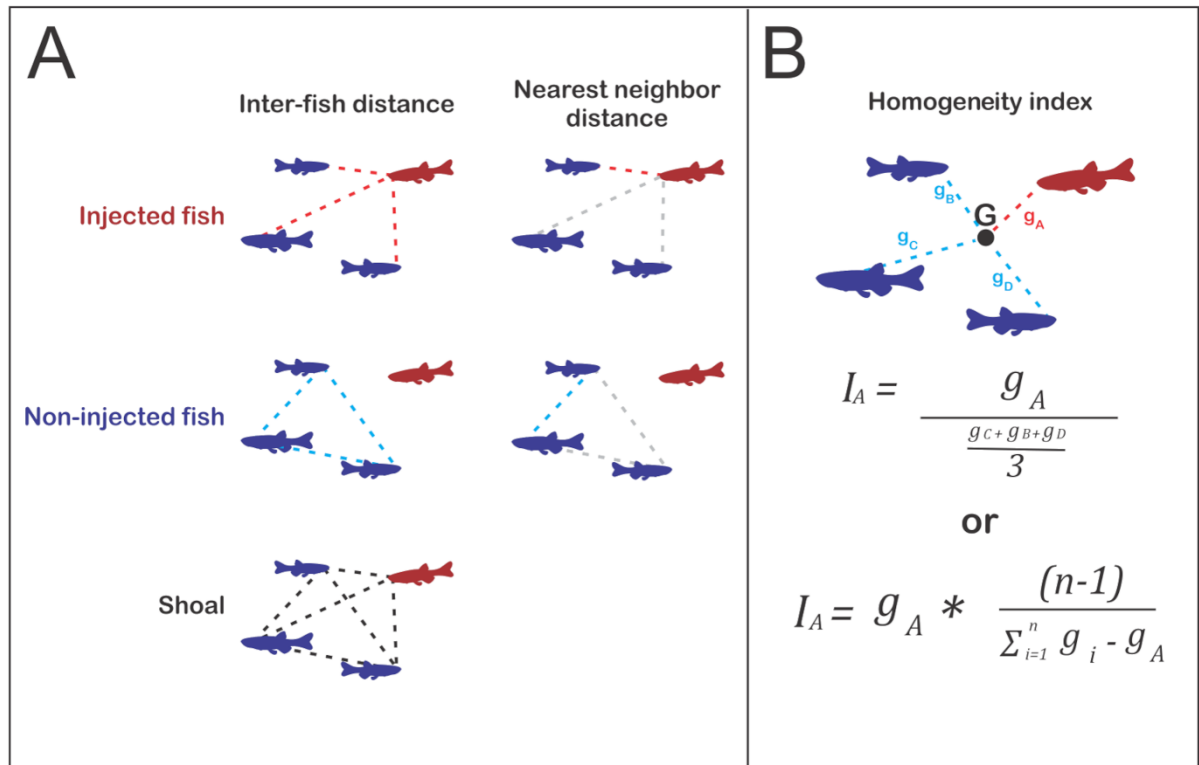 A
Inter-fish distance
Nearest neighbor
distance
Injected fish
Non-injected fish
Shoal
B
Homogeneity index
g_B
G
g_A
g_C
g_D
I_A = g_A / ((g_C + g_B + g_D) / 3)
or
I_A = g_A * (n-1) / (∑_{i=1}^{n} g_i - g_A)